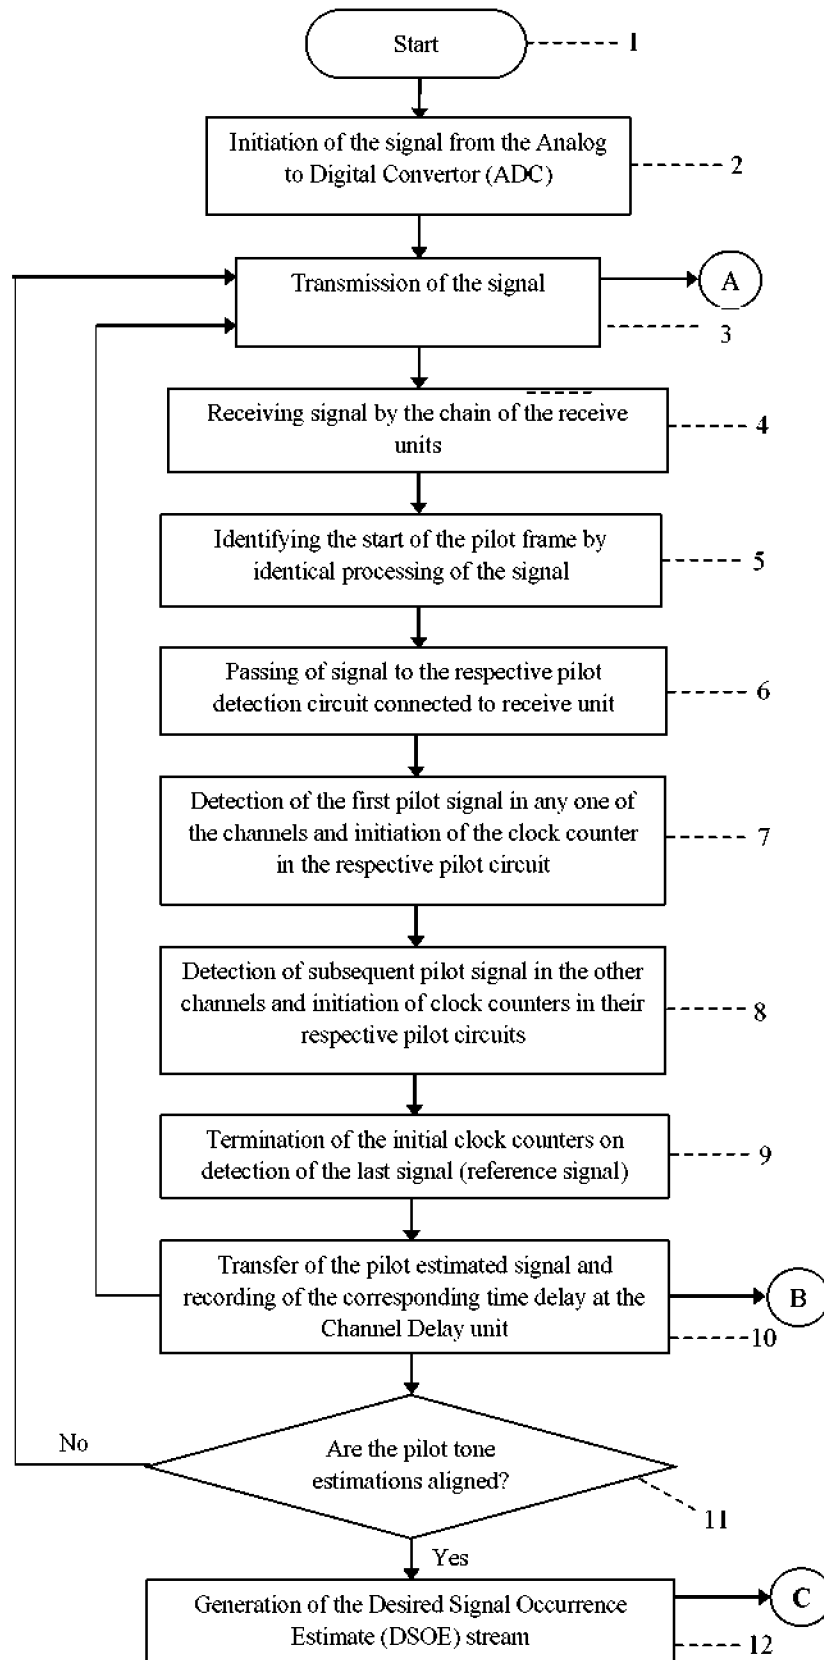 Start
1
Initiation of the signal from the Analog
to Digital Convertor (ADC)
2
Transmission of the signal
A
3
Receiving signal by the chain of the receive
units
4
Identifying the start of the pilot frame by
identical processing of the signal
5
Passing of signal to the respective pilot
detection circuit connected to receive unit
6
Detection of the first pilot signal in any one of
the channels and initiation of the clock counter
in the respective pilot circuit
7
Detection of subsequent pilot signal in the other
channels and initiation of clock counters in their
respective pilot circuits
8
Termination of the initial clock counters on
detection of the last signal (reference signal)
9
Transfer of the pilot estimated signal and
recording of the corresponding time delay at the
Channel Delay unit
B
10
No
Are the pilot tone
estimations aligned?
11
Yes
Generation of the Desired Signal Occurrence
Estimate (DSOE) stream
C
12